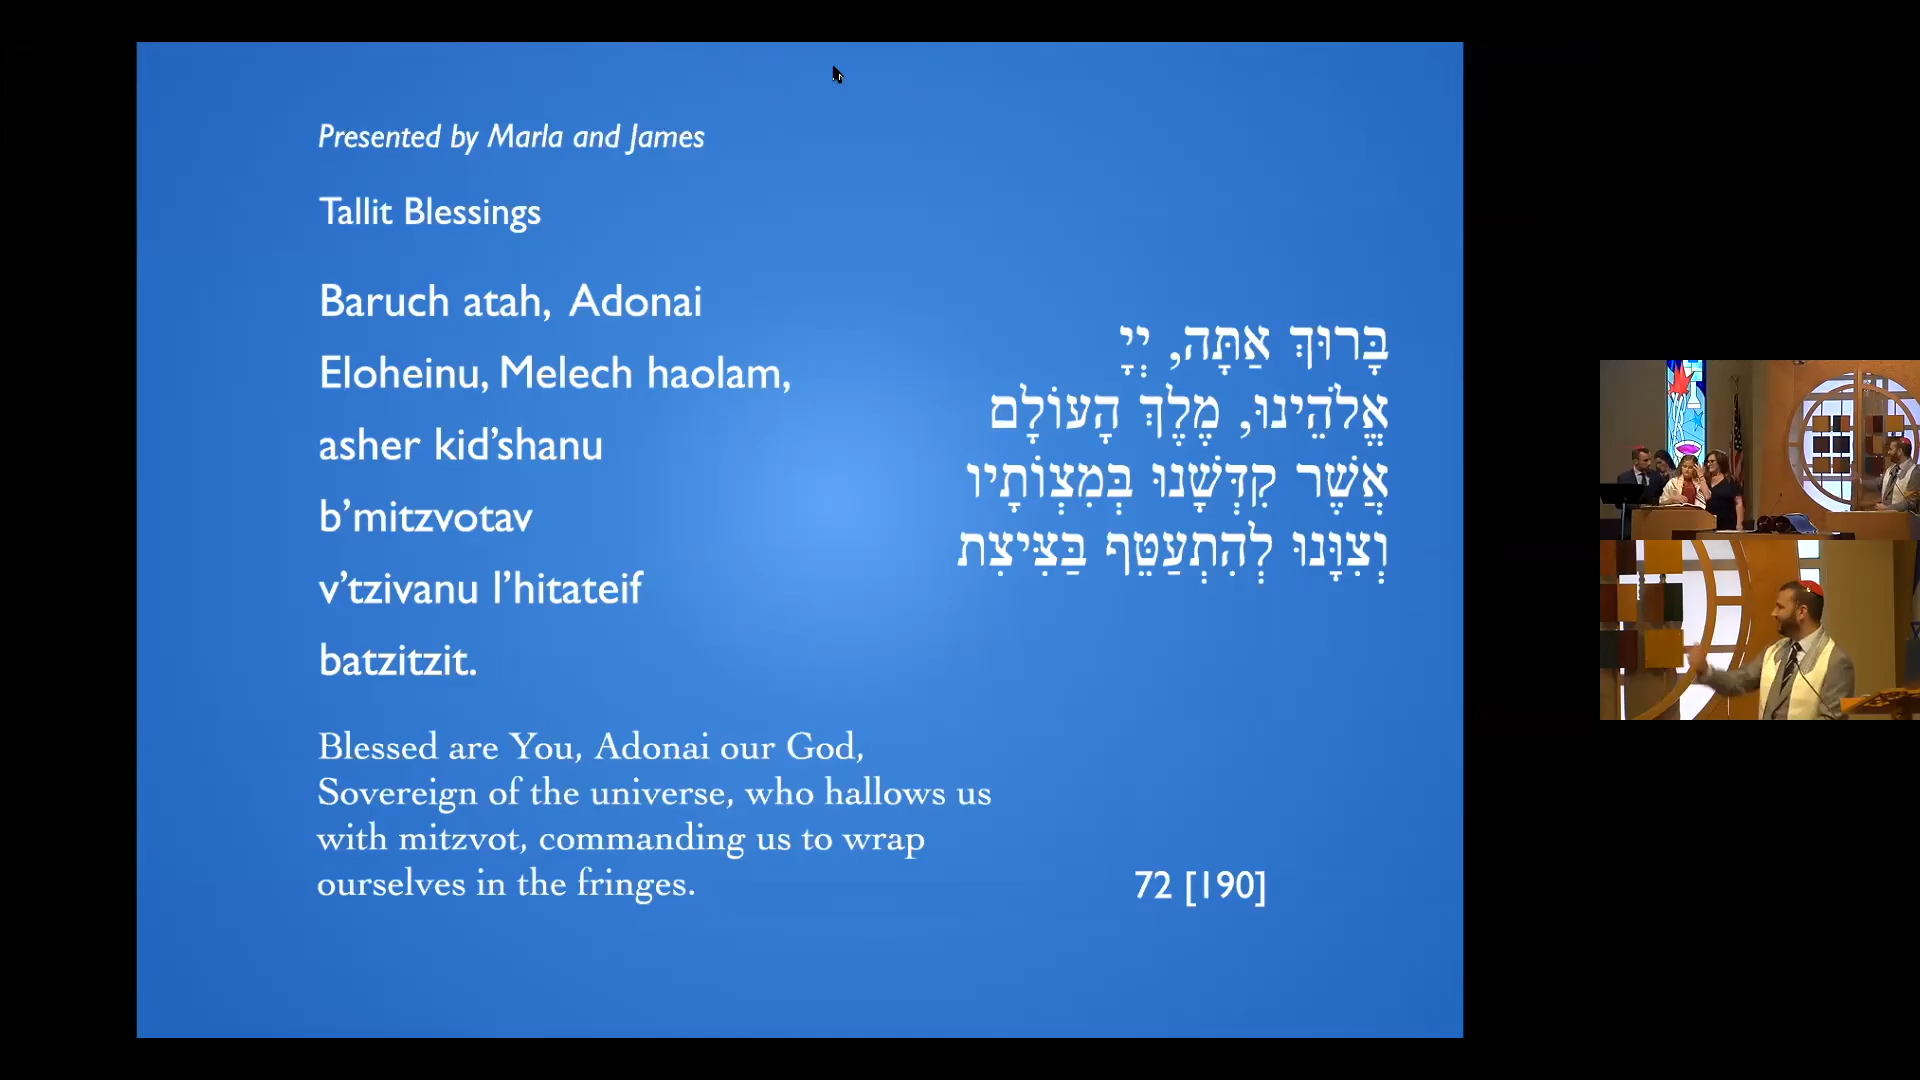 Presented by Marla and James
Tallit Blessings
Baruch atah, Adonai
Eloheinu, Melech haolam,
asher kid’shanu
b’mitzvotav
v’tzivanu l’hitateif
batzitzit.
בָּרוּךְ אַתָּה, יְיָ
אֱלֹהֵינוּ, מֶלֶךְ הָעוֹלָם
אֲשֶׁר קִדְּשָׁנוּ בְּמִצְוֹתָיו
וְצִוָּנוּ לְהִתְעַטֵּף בַּצִּיצִת
Blessed are You, Adonai our God,
Sovereign of the universe, who hallows us
with mitzvot, commanding us to wrap
ourselves in the fringes.
72 [190]